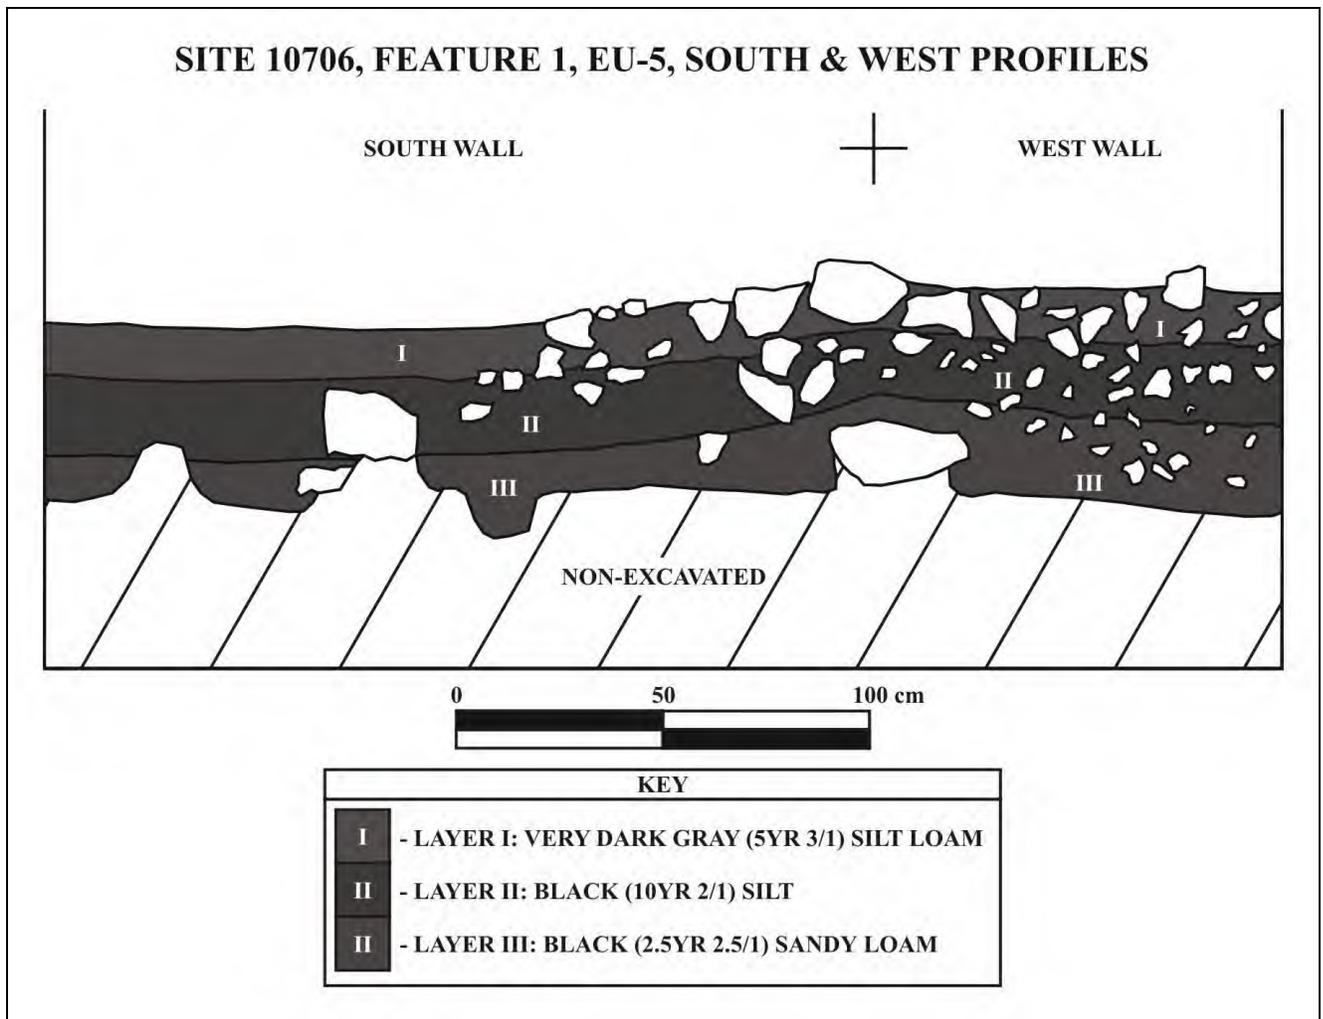 SITE 10706, FEATURE 1, EU-5, SOUTH & WEST PROFILES
SOUTH WALL
WEST WALL
I
I
II
II
III
III
NON-EXCAVATED
0 50 100 cm
KEY
I - LAYER I: VERY DARK GRAY (5YR 3/1) SILT LOAM
II - LAYER II: BLACK (10YR 2/1) SILT
II - LAYER III: BLACK (2.5YR 2.5/1) SANDY LOAM